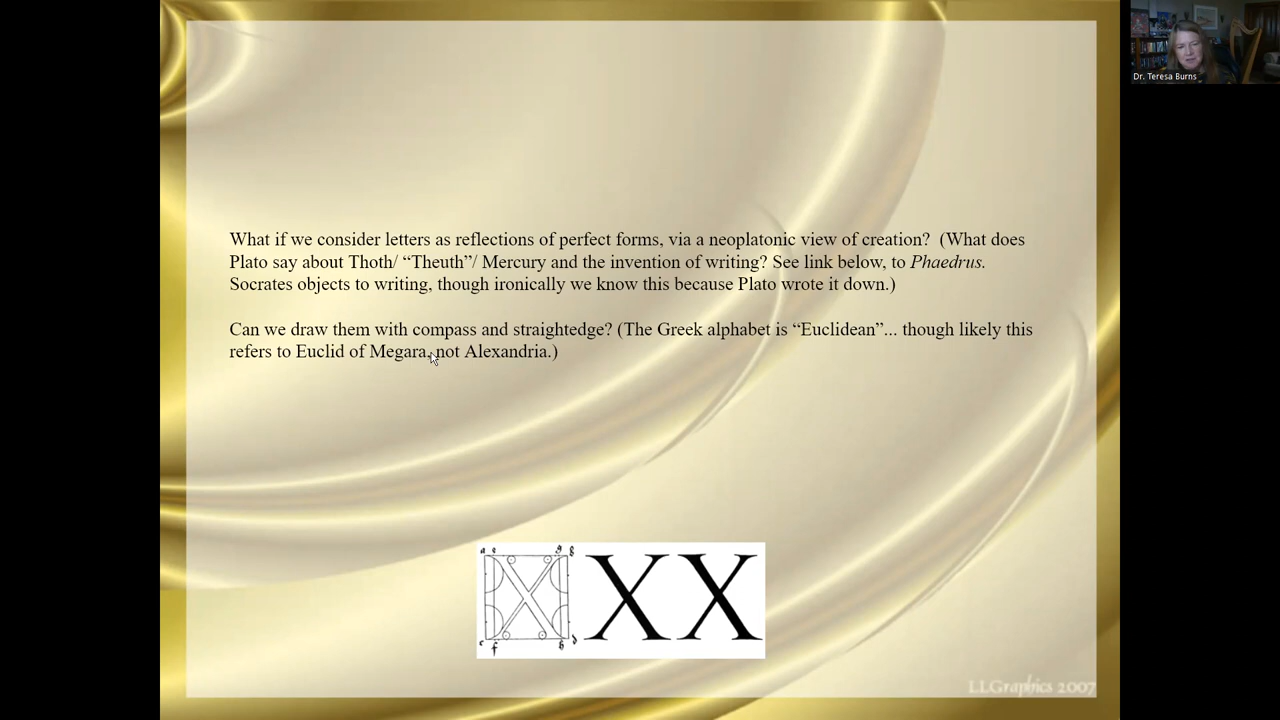 Dr. Teresa Burns
What if we consider letters as reflections of perfect forms, via a neoplatonic view of creation?  (What does
Plato say about Thoth/ “Theuth”/ Mercury and the invention of writing? See link below, to Phaedrus.
Socrates objects to writing, though ironically we know this because Plato wrote it down.)
Can we draw them with compass and straightedge? (The Greek alphabet is “Euclidean”... though likely this
refers to Euclid of Megara, not Alexandria.)
a e g
X X
c f h
LLGraphics 2007